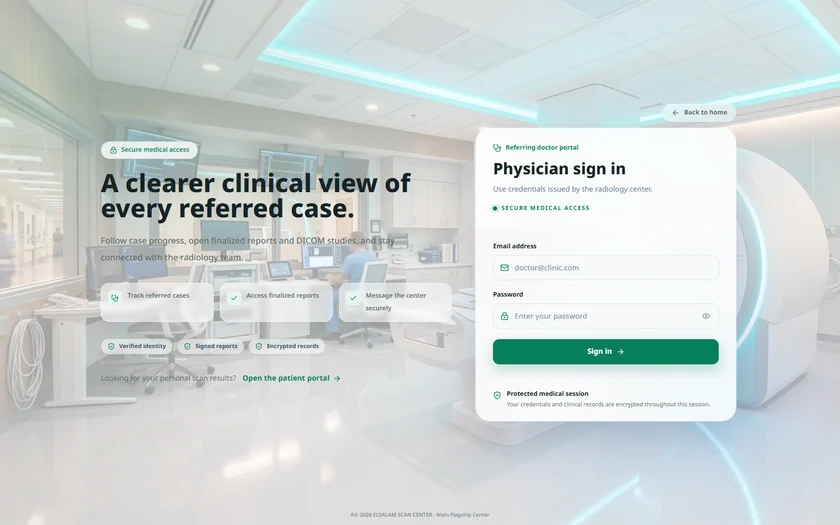 Back to home
Secure medical access
A clearer clinical view of
every referred case.
Follow case progress, open finalized reports and DICOM studies, and stay
connected with the radiology team.
Track referred cases
Access finalized reports
Message the center
securely
Verified identity
Signed reports
Encrypted records
Looking for your personal scan results? Open the patient portal →
Referring doctor portal
Physician sign in
Use credentials issued by the radiology center.
SECURE MEDICAL ACCESS
Email address
doctor@clinic.com
Password
Enter your password
Sign in →
Protected medical session
Your credentials and clinical records are encrypted throughout this session.
Â© 2026 ELSALAM SCAN CENTER · Main Flagship Center